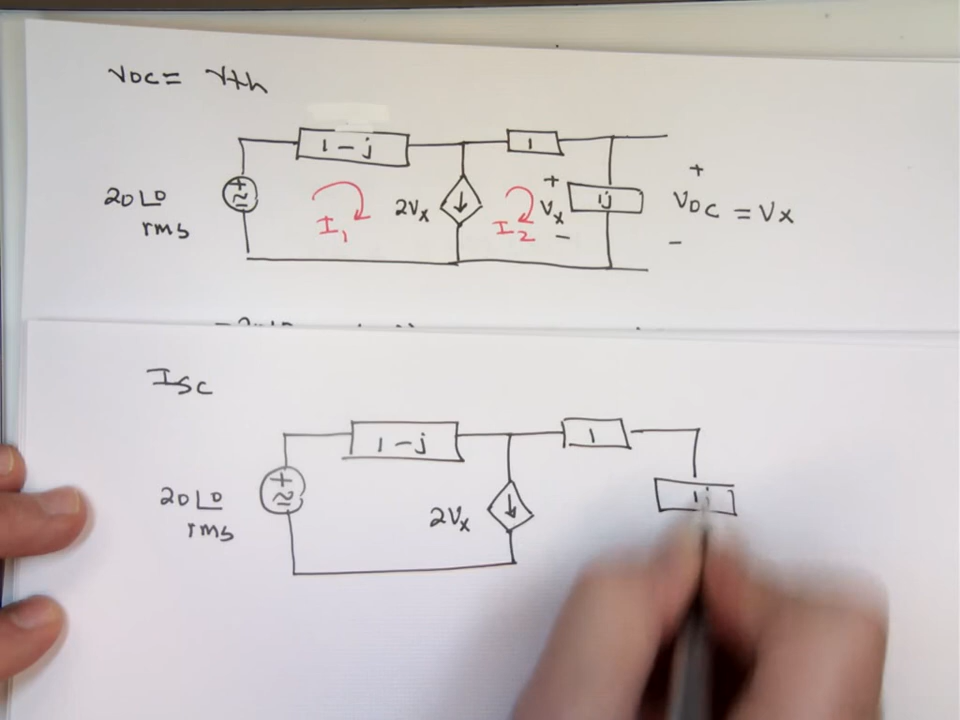 VOC = Vth
1 - j
1
20∠0
rms
+
≈
I1
2Vx
I2
+
Vx
-
1j
+
VOC = Vx
-
ISC
1 - j
1
20∠0
rms
+
≈
2Vx
1j